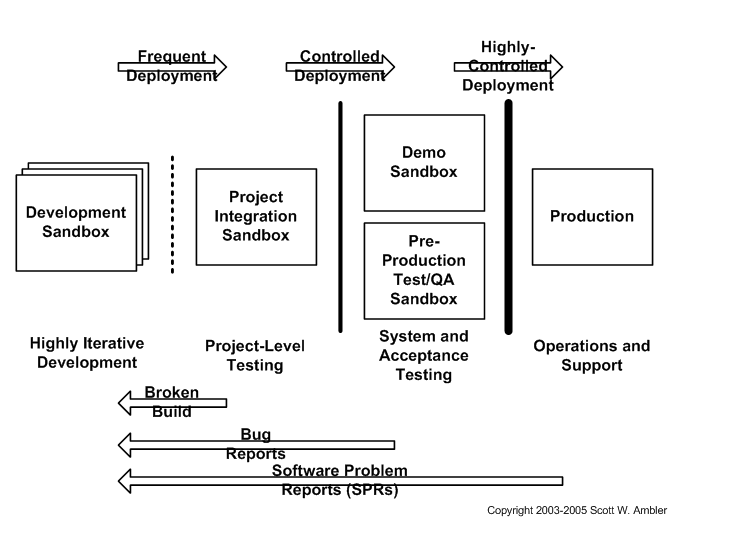 Frequent
Deployment
Controlled
Deployment
Highly-
Controlled
Deployment
Development
Sandbox
Project
Integration
Sandbox
Demo
Sandbox
Pre-
Production
Test/QA
Sandbox
Production
Highly Iterative
Development
Project-Level
Testing
System and
Acceptance
Testing
Operations and
Support
Broken
Build
Bug
Reports
Software Problem
Reports (SPRs)
Copyright 2003-2005 Scott W. Ambler